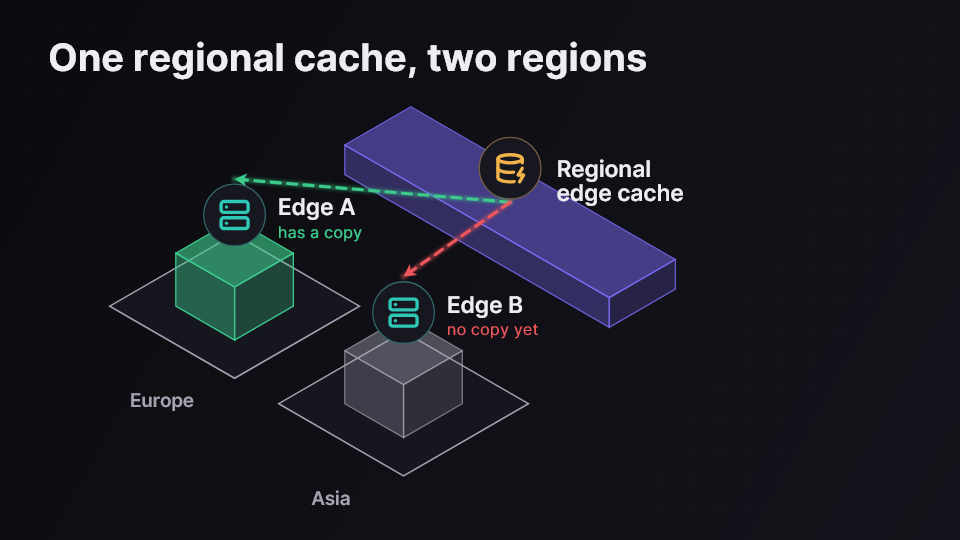 One regional cache, two regions
Regional
edge cache
Edge A
has a copy
Edge B
no copy yet
Europe
Asia